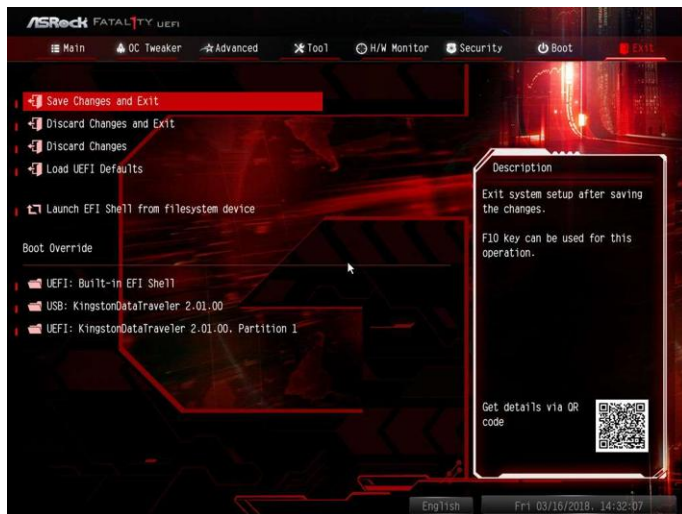 ASRock FATAL1TY UEFI
Main OC Tweaker Advanced Tool H/W Monitor Security Boot Exit
Save Changes and Exit
Discard Changes and Exit
Discard Changes
Load UEFI Defaults
Launch EFI Shell from filesystem device
Boot Override
UEFI: Built-in EFI Shell
USB: KingstonDataTraveler 2.01.00
UEFI: KingstonDataTraveler 2.01.00. Partition 1
Description
Exit system setup after saving
the changes.
F10 key can be used for this
operation.
Get details via QR
code
English
Fri 03/16/2018. 14:32:07